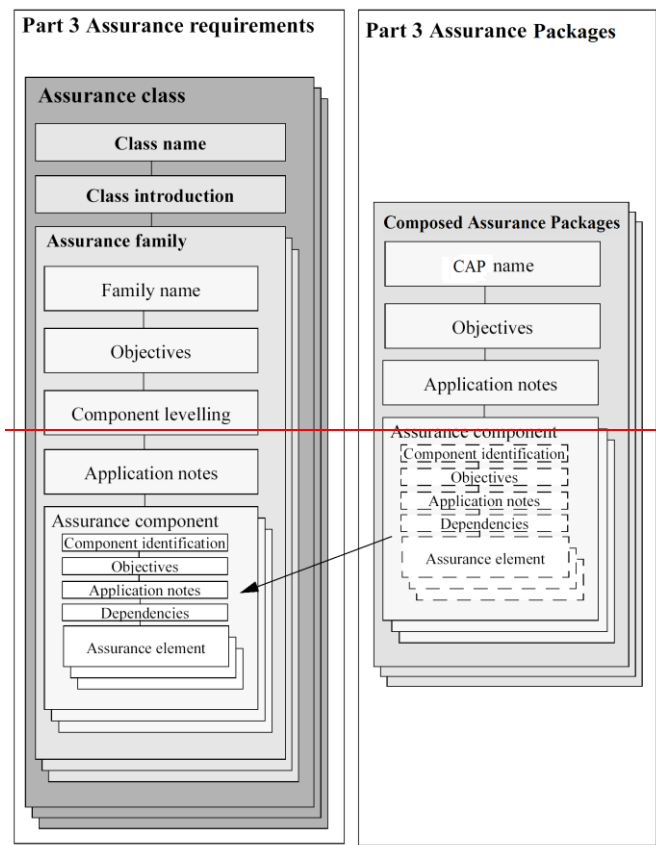 Part 3 Assurance requirements
Assurance class
Class name
Class introduction
Assurance family
Family name
Objectives
Component levelling
Application notes
Assurance component
Component identification
Objectives
Application notes
Dependencies
Assurance element
Part 3 Assurance Packages
Composed Assurance Packages
CAP name
Objectives
Application notes
Assurance component
Component identification
Objectives
Application notes
Dependencies
Assurance element